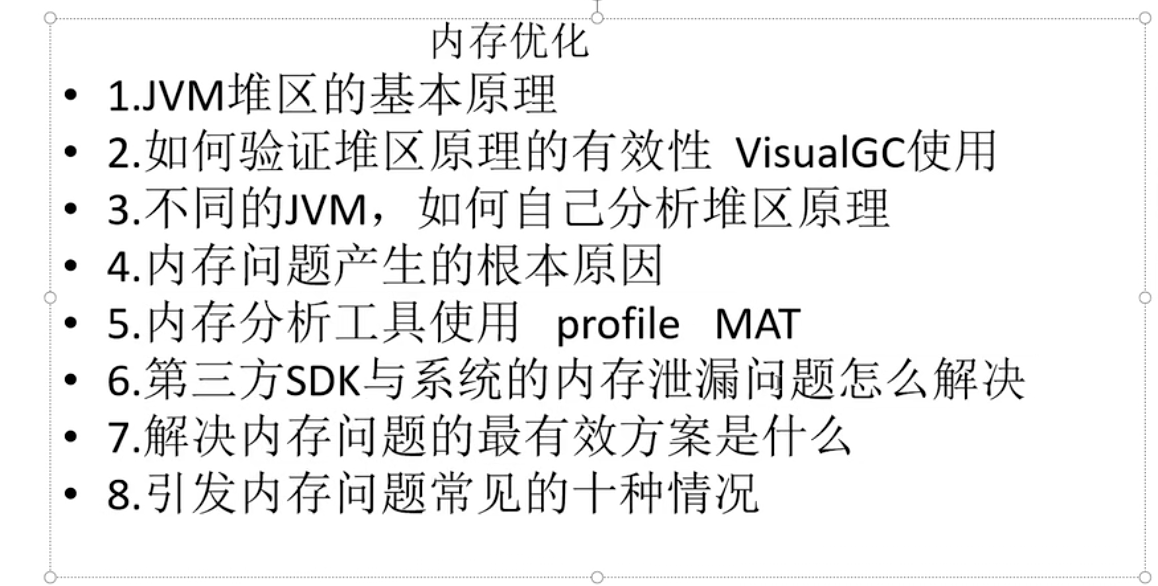 内存优化
• 1.JVM堆区的基本原理
• 2.如何验证堆区原理的有效性 VisualGC使用
• 3.不同的JVM，如何自己分析堆区原理
• 4.内存问题产生的根本原因
• 5.内存分析工具使用 profile MAT
• 6.第三方SDK与系统的内存泄漏问题怎么解决
• 7.解决内存问题的最有效方案是什么
• 8.引发内存问题常见的十种情况